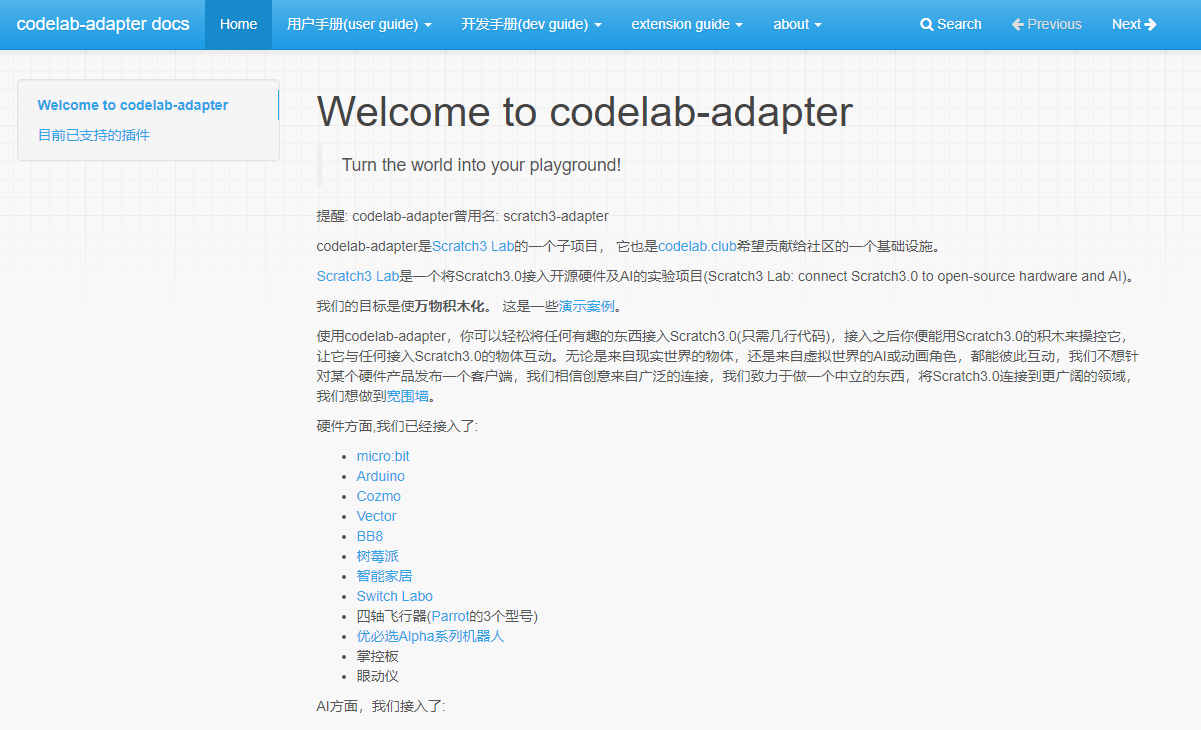 codelab-adapter docs Home 用户手册(user guide) 开发手册(dev guide) extension guide about Search Previous Next
Welcome to codelab-adapter
目前已支持的插件
Welcome to codelab-adapter
Turn the world into your playground!
提醒: codelab-adapter曾用名: scratch3-adapter
codelab-adapter是Scratch3 Lab的一个子项目， 它也是codelab.club希望贡献给社区的一个基础设施。
Scratch3 Lab是一个将Scratch3.0接入开源硬件及AI的实验项目(Scratch3 Lab: connect Scratch3.0 to open-source hardware and AI)。
我们的目标是使万物积木化。 这是一些演示案例。
使用codelab-adapter，你可以轻松将任何有趣的东西接入Scratch3.0(只需几行代码)，接入之后你便能用Scratch3.0的积木来操控它，
让它与任何接入Scratch3.0的物体互动。无论是来自现实世界的物体，还是来自虚拟世界的AI或动画角色，都能彼此互动，我们不想针
对某个硬件产品发布一个客户端，我们相信创意来自广泛的连接，我们致力于做一个中立的东西，将Scratch3.0连接到更广阔的领域，
我们想做到宽围墙。
硬件方面,我们已经接入了:
micro:bit
Arduino
Cozmo
Vector
BB8
树莓派
智能家居
Switch Labo
四轴飞行器(Parrot的3个型号)
优必选Alpha系列机器人
掌控板
眼动仪
AI方面，我们接入了: